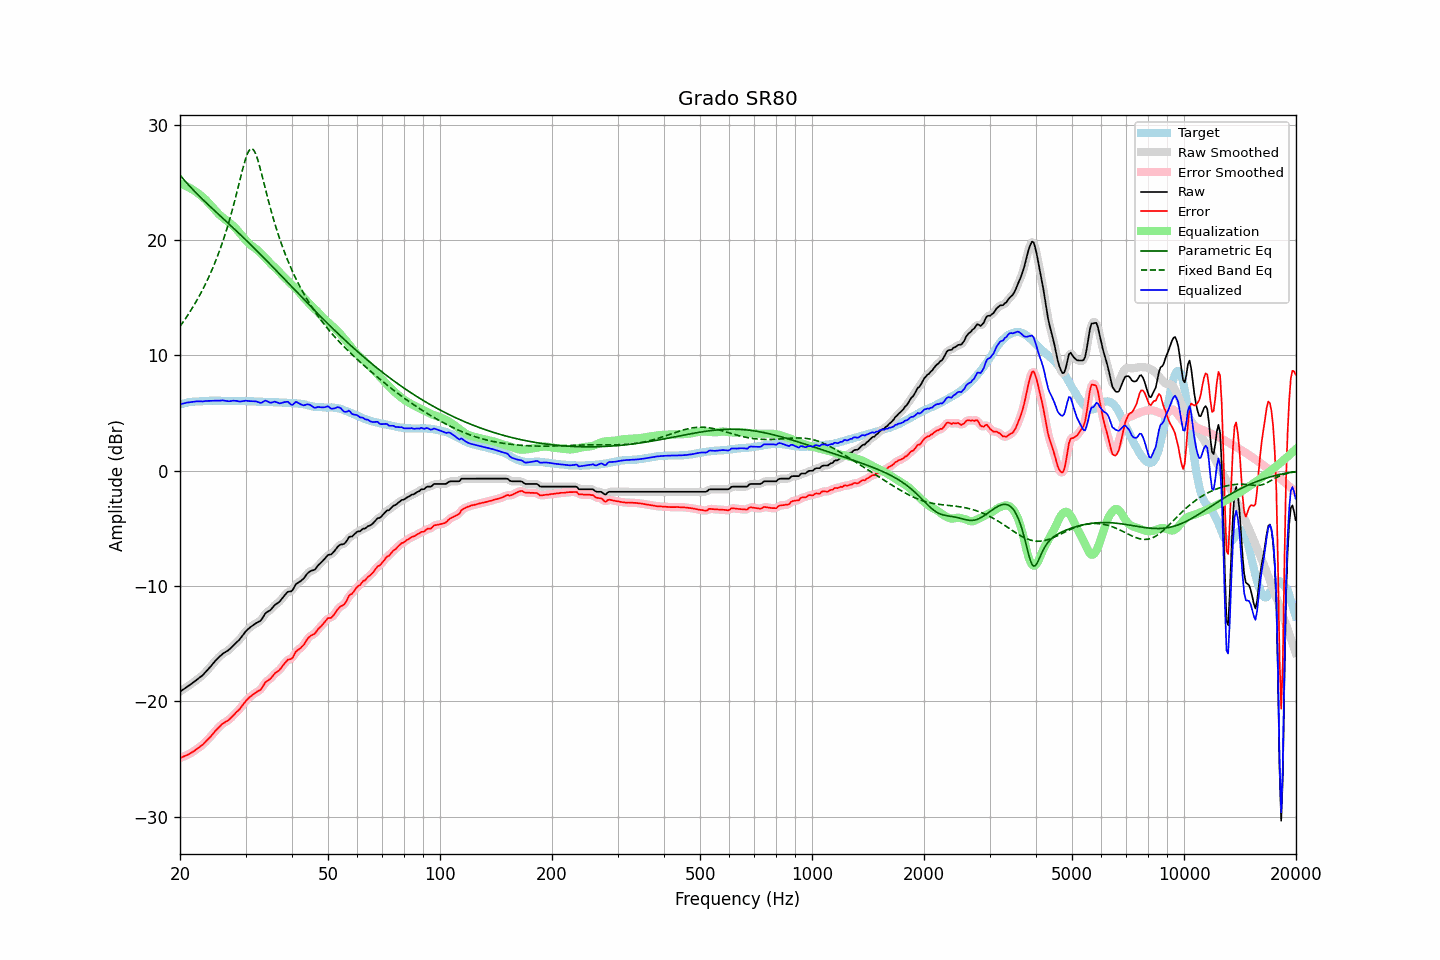 Grado SR80
30
20
10
0
−10
−20
−30
Amplitude (dBr)
Target
Raw Smoothed
Error Smoothed
Raw
Error
Equalization
Parametric Eq
Fixed Band Eq
Equalized
20 50 100 200 500 1000 2000 5000 10000 20000
Frequency (Hz)